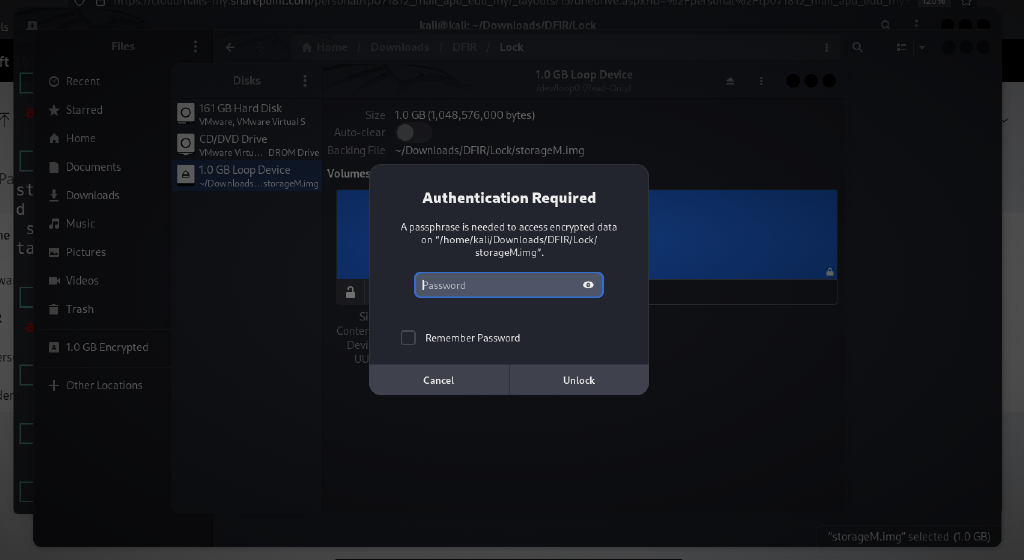 kali@kali: ~/Downloads/DFIR/Lock
120%
Files
Home / Downloads / DFIR / Lock
Recent
Starred
Home
Documents
Downloads
Music
Pictures
Videos
Trash
1.0 GB Encrypted
Other Locations
Disks
161 GB Hard Disk
VMware, VMware Virtual S
CD/DVD Drive
VMware Virtu... DROM Drive
1.0 GB Loop Device
~/Downloads...storageM.img
1.0 GB Loop Device
/dev/loop0 (Read-Only)
Size 1.0 GB (1,048,576,000 bytes)
Auto-clear
Backing File ~/Downloads/DFIR/Lock/storageM.img
Volumes
Authentication Required
A passphrase is needed to access encrypted data
on “/home/kali/Downloads/DFIR/Lock/
storageM.img”.
Password
Remember Password
Cancel
Unlock
"storageM.img" selected (1.0 GB)